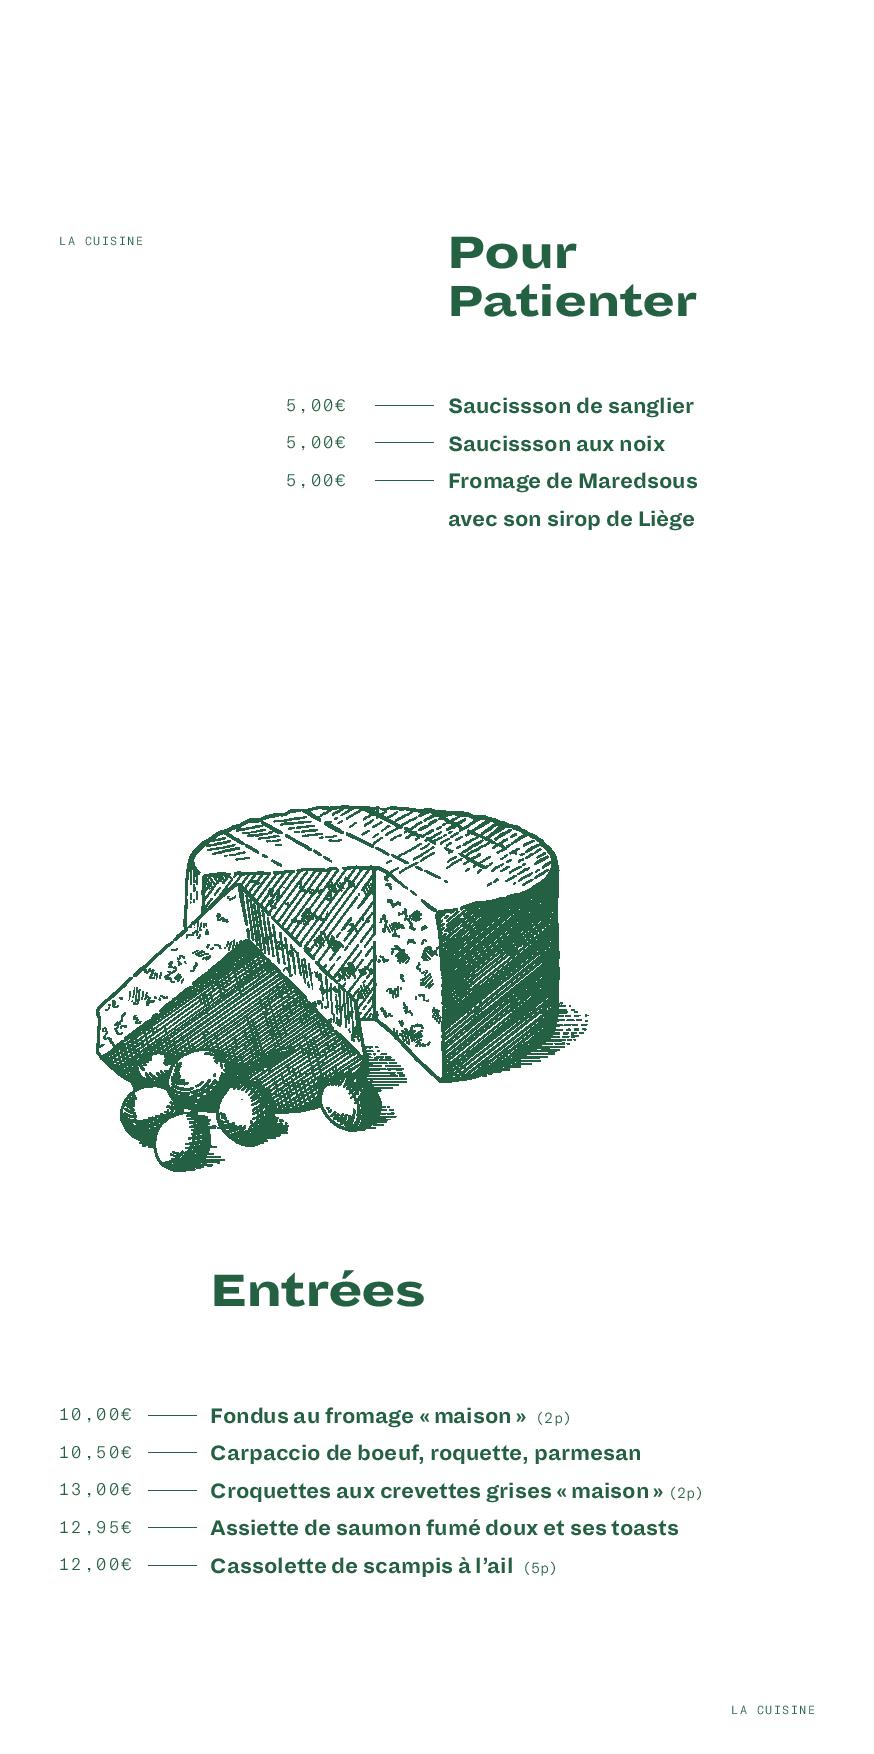 LA CUISINE
Pour
Patienter
5,00€ Saucissson de sanglier
5,00€ Saucissson aux noix
5,00€ Fromage de Maredsous
avec son sirop de Liège
Entrées
10,00€ Fondus au fromage « maison » (2p)
10,50€ Carpaccio de boeuf, roquette, parmesan
13,00€ Croquettes aux crevettes grises « maison » (2p)
12,95€ Assiette de saumon fumé doux et ses toasts
12,00€ Cassolette de scampis à l’ail (5p)
LA CUISINE